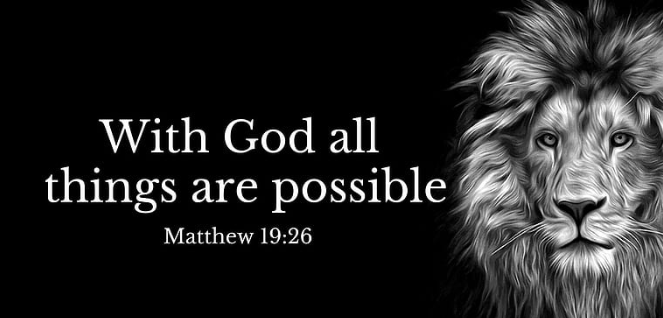 With God all
things are possible
Matthew 19:26